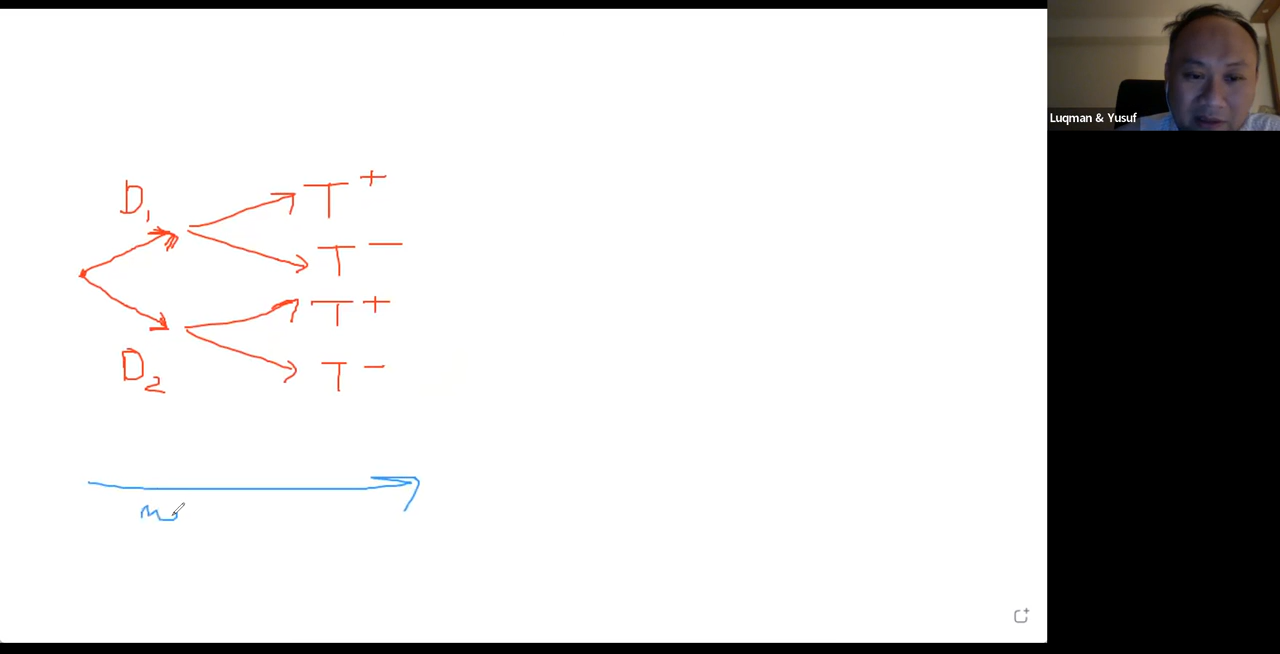 Luqman & Yusuf
T+
D1
T−
T+
D2
T−